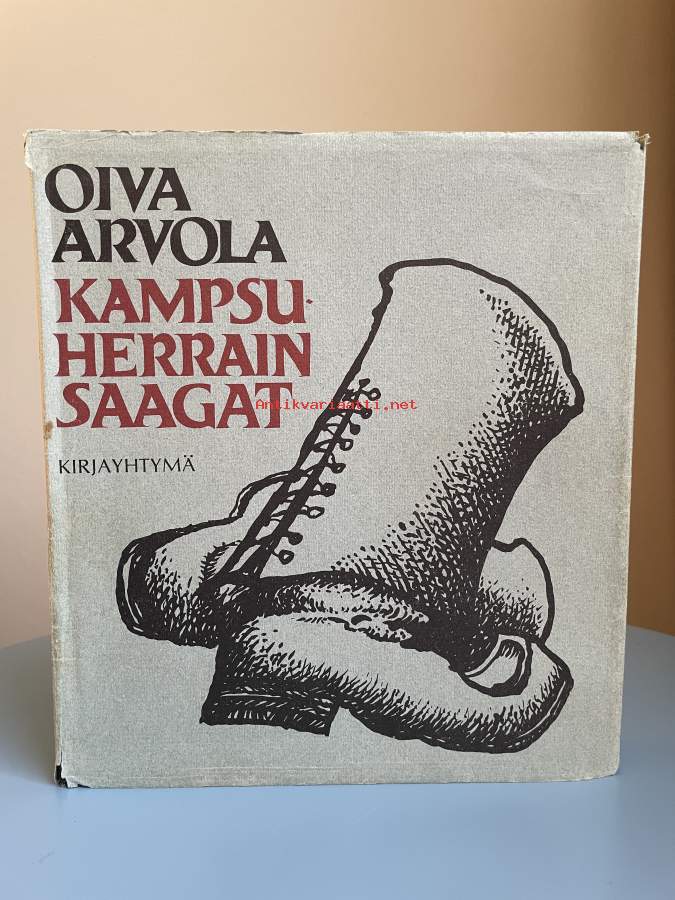 OIVA
ARVOLA
KAMPSU-
HERRAIN
SAAGAT
Antikvariaatti.net
KIRJAYHTYMÄ